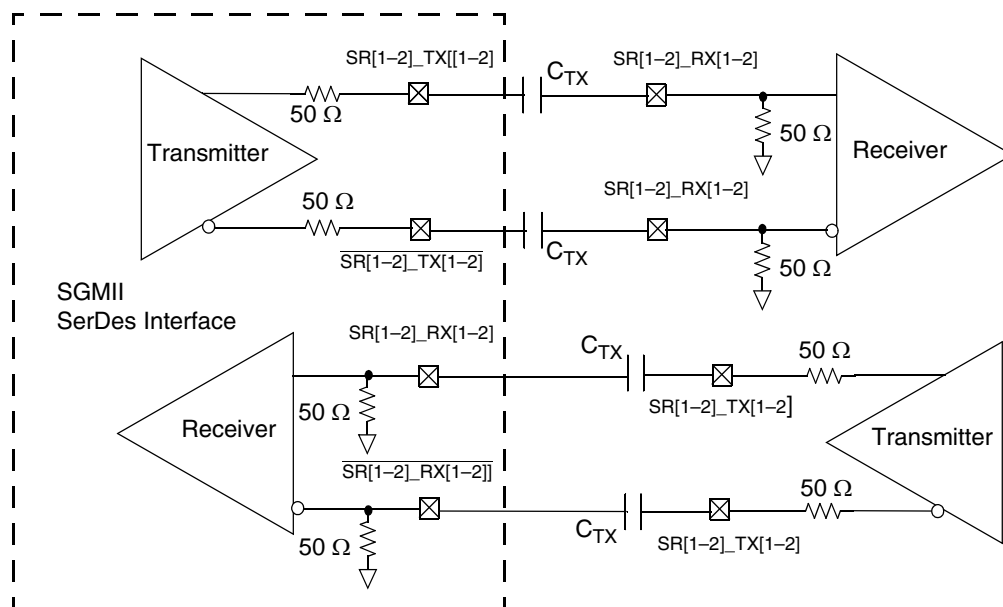 SR[1–2]_TX[[1–2]
C_TX
SR[1–2]_RX[1–2]
50 Ω
50 Ω
Transmitter
Receiver
50 Ω
SR[1–2]_RX[1–2]
SR[1–2]_TX[1–2]
C_TX
50 Ω
SGMII
SerDes Interface
SR[1–2]_RX[1–2]
C_TX
50 Ω
50 Ω
SR[1–2]_TX[1–2]
Receiver
Transmitter
SR[1–2]_RX[1–2]]
50 Ω
50 Ω
C_TX
SR[1–2]_TX[1–2]